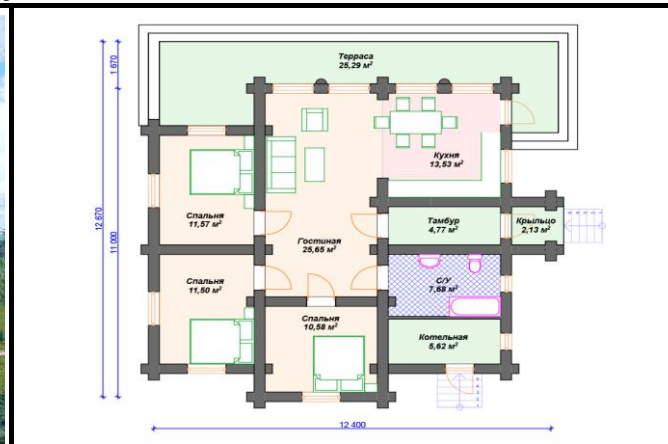 Терраса
25,29 м²
1 670
Кухня
13,53 м²
Спальня
11,57 м²
Тамбур
4,77 м²
Крыльцо
2,13 м²
Гостиная
25,65 м²
12 670
11 000
Спальня
11,50 м²
С/У
7,68 м²
Спальня
10,58 м²
Котельная
5,62 м²
12 400